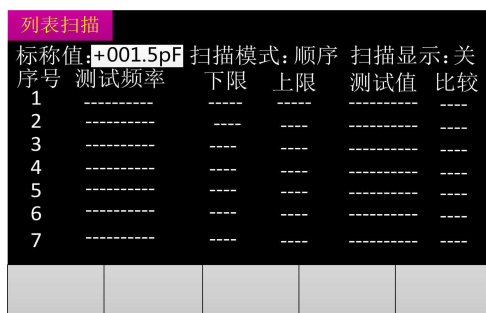 列表扫描
标称值:+001.5pF 扫描模式:顺序 扫描显示:关
序号 测试频率 下限 上限 测试值 比较
1 ---------- ----- ----- ---------- ----
2 ---------- ---- ---- ---------- ----
3 ---------- ---- ---- ---------- ----
4 ---------- ---- ---- ---------- ----
5 ---------- ---- ---- ---------- ----
6 ---------- ---- ---- ---------- ----
7 ---------- ---- ---- ---------- ----